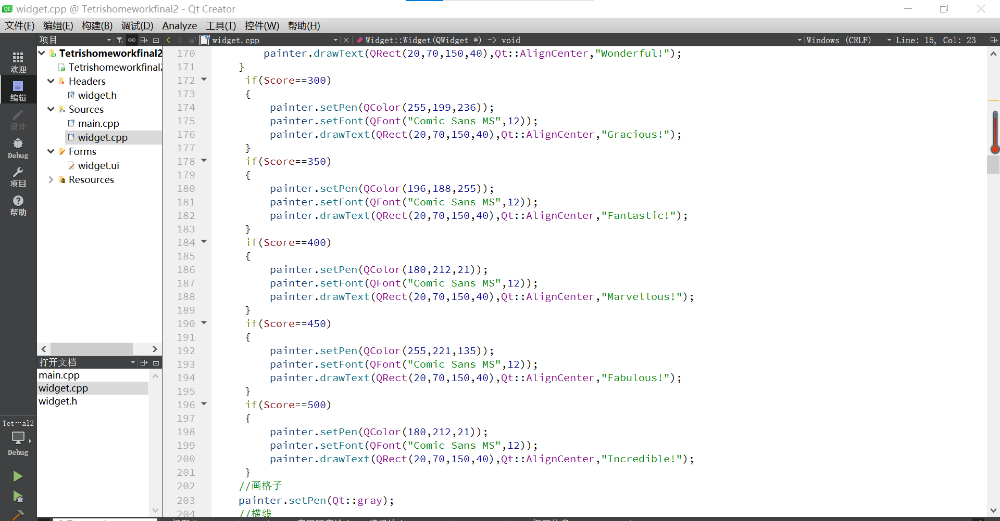 widget.cpp @ Tetrishomeworkfinal2 - Qt Creator
文件(F) 编辑(E) 构建(B) 调试(D) Analyze 工具(T) 控件(W) 帮助(H)
项目
widget.cpp
Widget::Widget(QWidget *) -> void
Windows (CRLF)
Line: 15, Col: 23
欢迎
编辑
设计
Debug
项目
帮助
Tetrishomeworkfinal2
Tetrishomeworkfinal
Headers
widget.h
Sources
main.cpp
widget.cpp
Forms
widget.ui
Resources
打开文档
main.cpp
widget.cpp
widget.h
Tet···al2
Debug
170 painter.drawText(QRect(20,70,150,40),Qt::AlignCenter,"Wonderful!");
171 }
172 if(Score==300)
173 {
174 painter.setPen(QColor(255,199,236));
175 painter.setFont(QFont("Comic Sans MS",12));
176 painter.drawText(QRect(20,70,150,40),Qt::AlignCenter,"Gracious!");
177 }
178 if(Score==350)
179 {
180 painter.setPen(QColor(196,188,255));
181 painter.setFont(QFont("Comic Sans MS",12));
182 painter.drawText(QRect(20,70,150,40),Qt::AlignCenter,"Fantastic!");
183 }
184 if(Score==400)
185 {
186 painter.setPen(QColor(180,212,21));
187 painter.setFont(QFont("Comic Sans MS",12));
188 painter.drawText(QRect(20,70,150,40),Qt::AlignCenter,"Marvellous!");
189 }
190 if(Score==450)
191 {
192 painter.setPen(QColor(255,221,135));
193 painter.setFont(QFont("Comic Sans MS",12));
194 painter.drawText(QRect(20,70,150,40),Qt::AlignCenter,"Fabulous!");
195 }
196 if(Score==500)
197 {
198 painter.setPen(QColor(180,212,21));
199 painter.setFont(QFont("Comic Sans MS",12));
200 painter.drawText(QRect(20,70,150,40),Qt::AlignCenter,"Incredible!");
201 }
202 //画格子
203 painter.setPen(Qt::gray);
204 //横线